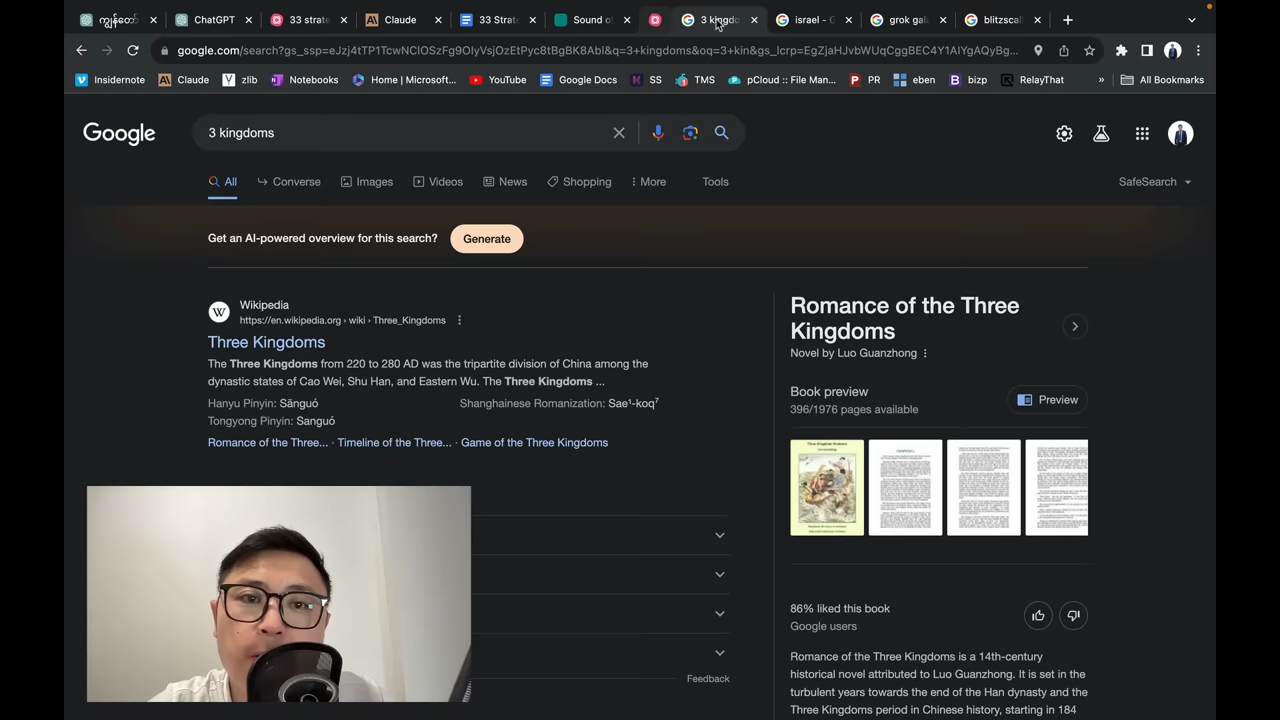 ကျွန်တော်
ChatGPT
33 strate
Claude
33 Strat
Sound of
3 kingdo
israel - G
grok gala
blitzscali
google.com/search?gs_ssp=eJzj4tTP1TcwNClOSzFg9OIyVsjOzEtPyc8tBgBK8Abl&q=3+kingdoms&oq=3+kin&gs_lcrp=EgZjaHJvbWUqCggBEC4Y1AIYgAQyBg...
Insidernote
Claude
zlib
Notebooks
Home | Microsoft...
YouTube
Google Docs
SS
TMS
pCloud :: File Man...
PR
eben
bizp
RelayThat
»
All Bookmarks
Google
3 kingdoms
All
Converse
Images
Videos
News
Shopping
More
Tools
SafeSearch
Get an AI-powered overview for this search?
Generate
Wikipedia
https://en.wikipedia.org › wiki › Three_Kingdoms
Three Kingdoms
The Three Kingdoms from 220 to 280 AD was the tripartite division of China among the
dynastic states of Cao Wei, Shu Han, and Eastern Wu. The Three Kingdoms ...
Hanyu Pinyin: Sānguó
Shanghainese Romanization: Sae¹-koq⁷
Tongyong Pinyin: Sanguó
Romance of the Three... · Timeline of the Three... · Game of the Three Kingdoms
Feedback
Romance of the Three
Kingdoms
Novel by Luo Guanzhong
Book preview
396/1976 pages available
Preview
86% liked this book
Google users
Romance of the Three Kingdoms is a 14th-century
historical novel attributed to Luo Guanzhong. It is set in the
turbulent years towards the end of the Han dynasty and the
Three Kingdoms period in Chinese history, starting in 184